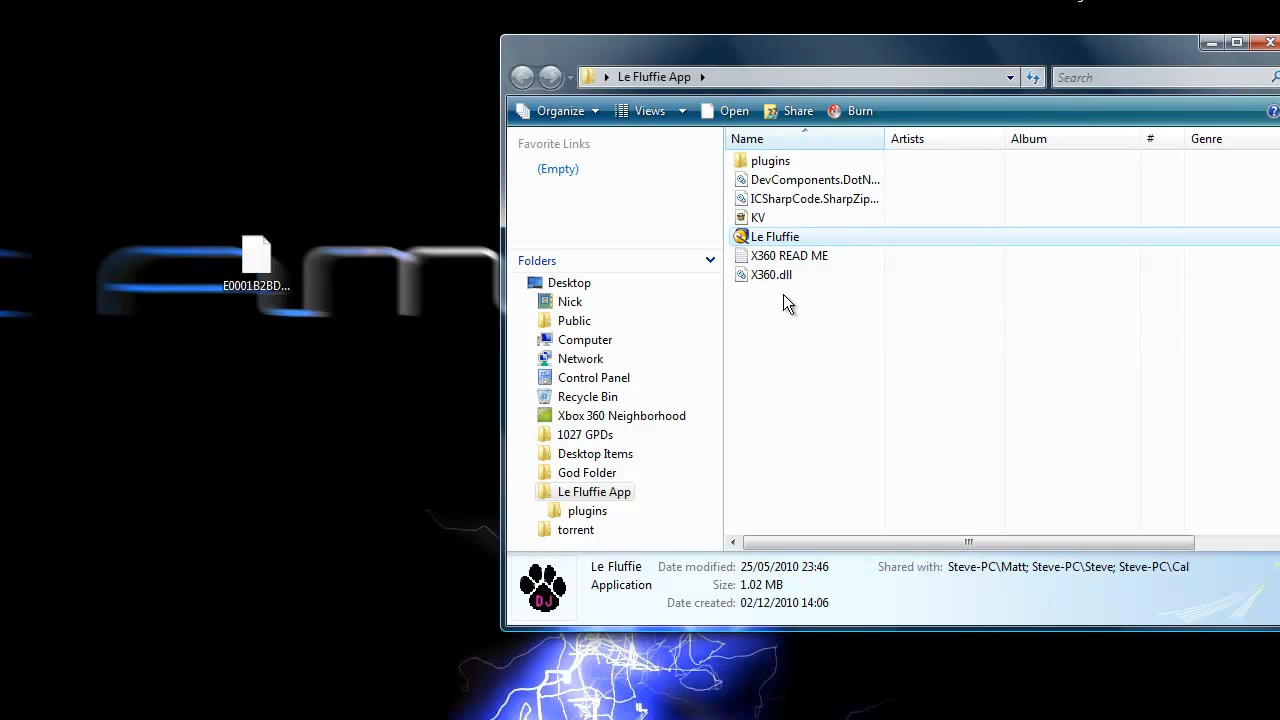 E0001B2BD...
Le Fluffie App
Search
Organize Views Open Share Burn
Favorite Links
(Empty)
Folders
Desktop
Nick
Public
Computer
Network
Control Panel
Recycle Bin
Xbox 360 Neighborhood
1027 GPDs
Desktop Items
God Folder
Le Fluffie App
plugins
torrent
Name Artists Album # Genre
plugins
DevComponents.DotN...
ICSharpCode.SharpZip...
KV
Le Fluffie
X360 READ ME
X360.dll
DJ
Le Fluffie Date modified: 25/05/2010 23:46 Shared with: Steve-PC\Matt; Steve-PC\Steve; Steve-PC\Cal
Application Size: 1.02 MB
Date created: 02/12/2010 14:06